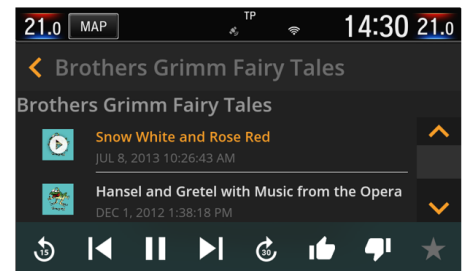 21.0 MAP TP 14:30 21.0
Brothers Grimm Fairy Tales
Brothers Grimm Fairy Tales
Snow White and Rose Red
JUL 8, 2013 10:26:43 AM
Hansel and Gretel with Music from the Opera
DEC 1, 2012 1:38:18 PM
15 30